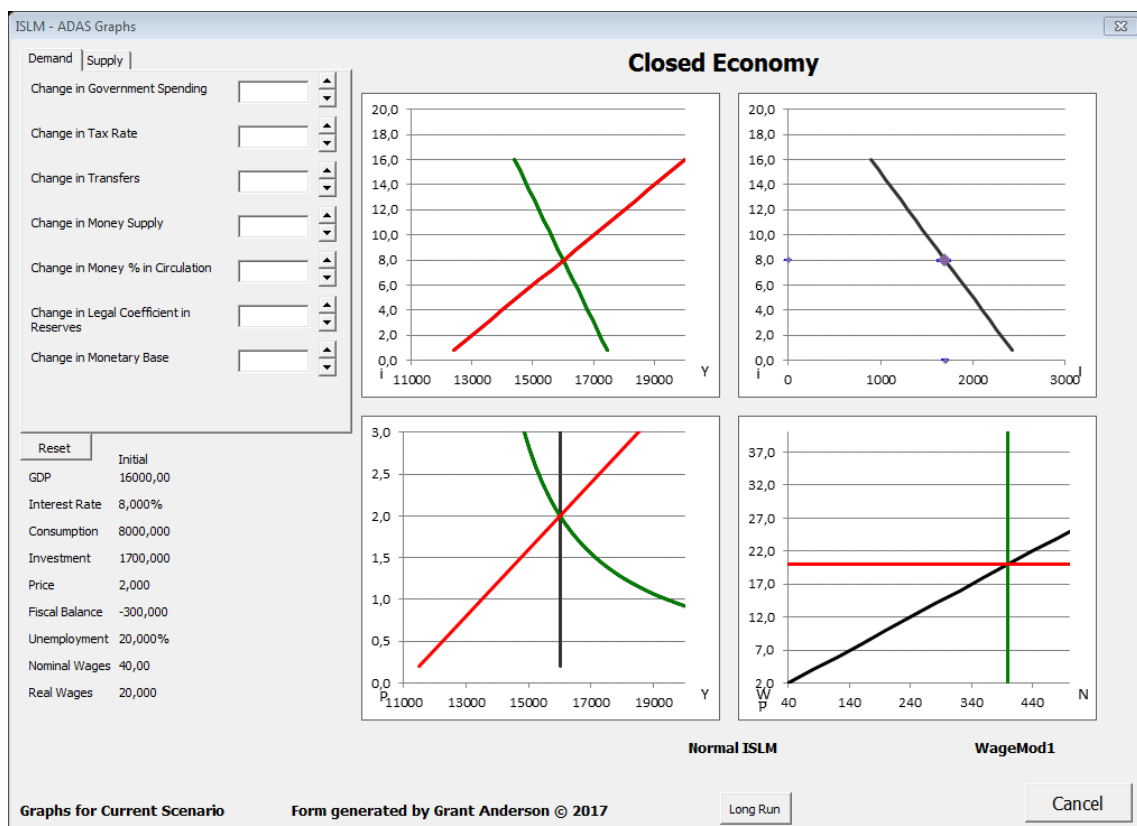 ISLM - ADAS Graphs
Demand
Supply
Change in Government Spending
Change in Tax Rate
Change in Transfers
Change in Money Supply
Change in Money % in Circulation
Change in Legal Coefficient in
Reserves
Change in Monetary Base
Reset
Initial
GDP 16000,00
Interest Rate 8,000%
Consumption 8000,000
Investment 1700,000
Price 2,000
Fiscal Balance -300,000
Unemployment 20,000%
Nominal Wages 40,00
Real Wages 20,000
Closed Economy
20,0
18,0
16,0
14,0
12,0
10,0
8,0
6,0
4,0
2,0
0,0
i Y
11000 13000 15000 17000 19000
20,0
18,0
16,0
14,0
12,0
10,0
8,0
6,0
4,0
2,0
0,0
i I
0 1000 2000 3000
3,0
2,5
2,0
1,5
1,0
0,5
0,0
P Y
11000 13000 15000 17000 19000
37,0
32,0
27,0
22,0
17,0
12,0
7,0
2,0
W N
P
40 140 240 340 440
Normal ISLM WageMod1
Graphs for Current Scenario Form generated by Grant Anderson © 2017 Long Run Cancel